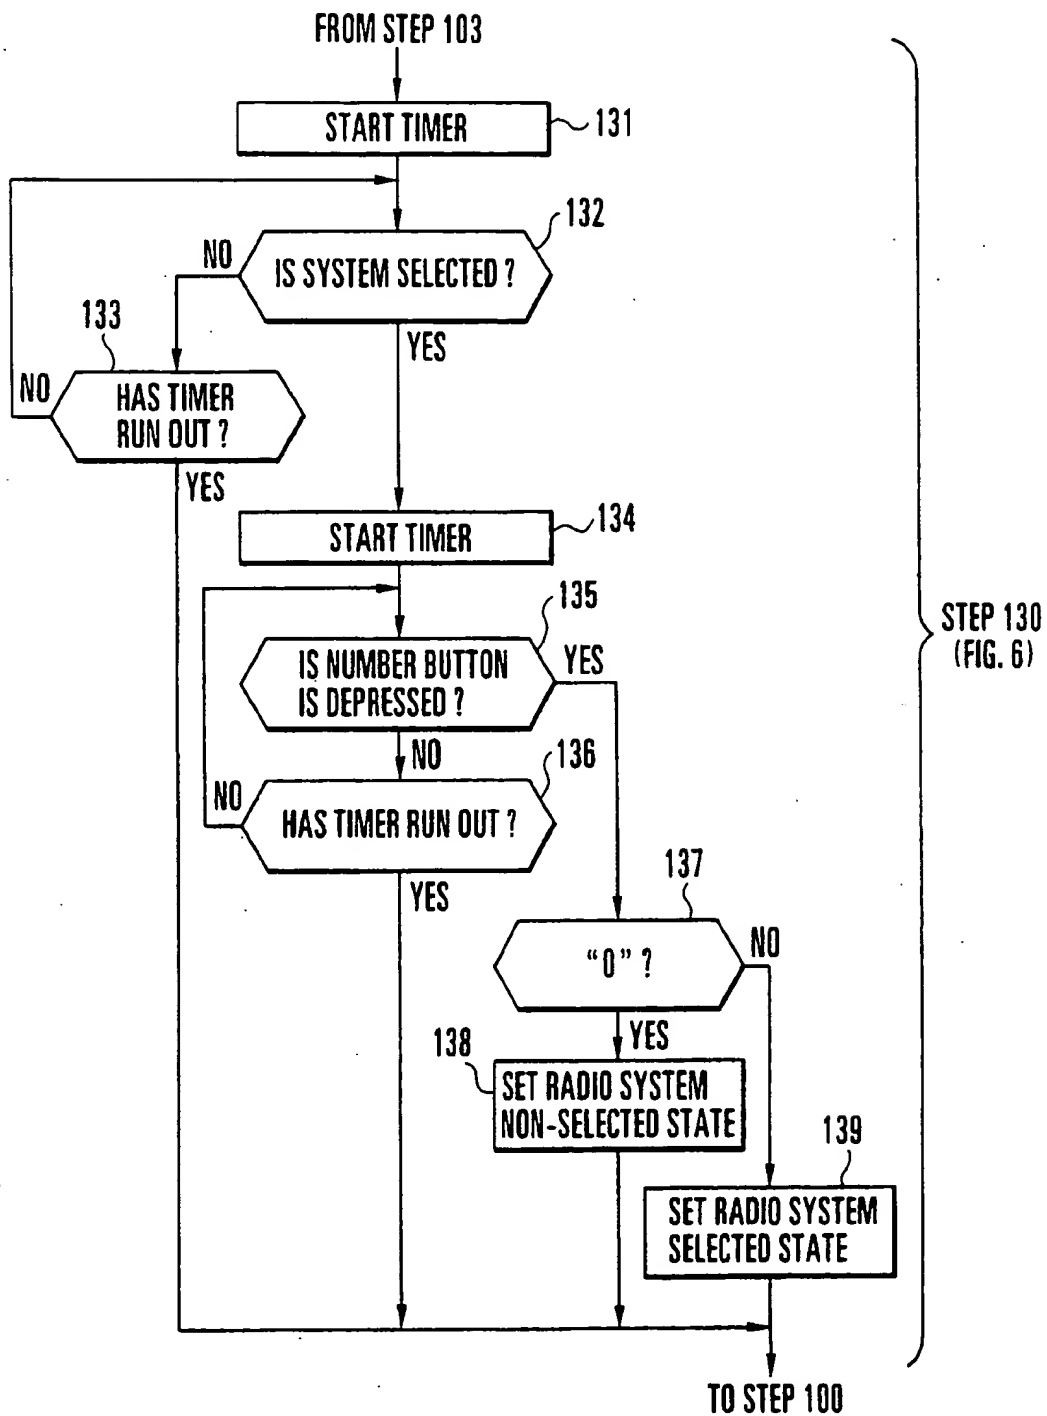 FROM STEP 103
START TIMER
131
132
NO
IS SYSTEM SELECTED ?
YES
133
NO
HAS TIMER
RUN OUT ?
YES
START TIMER
134
135
IS NUMBER BUTTON
IS DEPRESSED ?
YES
NO
136
NO
HAS TIMER RUN OUT ?
YES
137
"0" ?
NO
YES
138
SET RADIO SYSTEM
NON-SELECTED STATE
139
SET RADIO SYSTEM
SELECTED STATE
STEP 130
(FIG. 6)
TO STEP 100